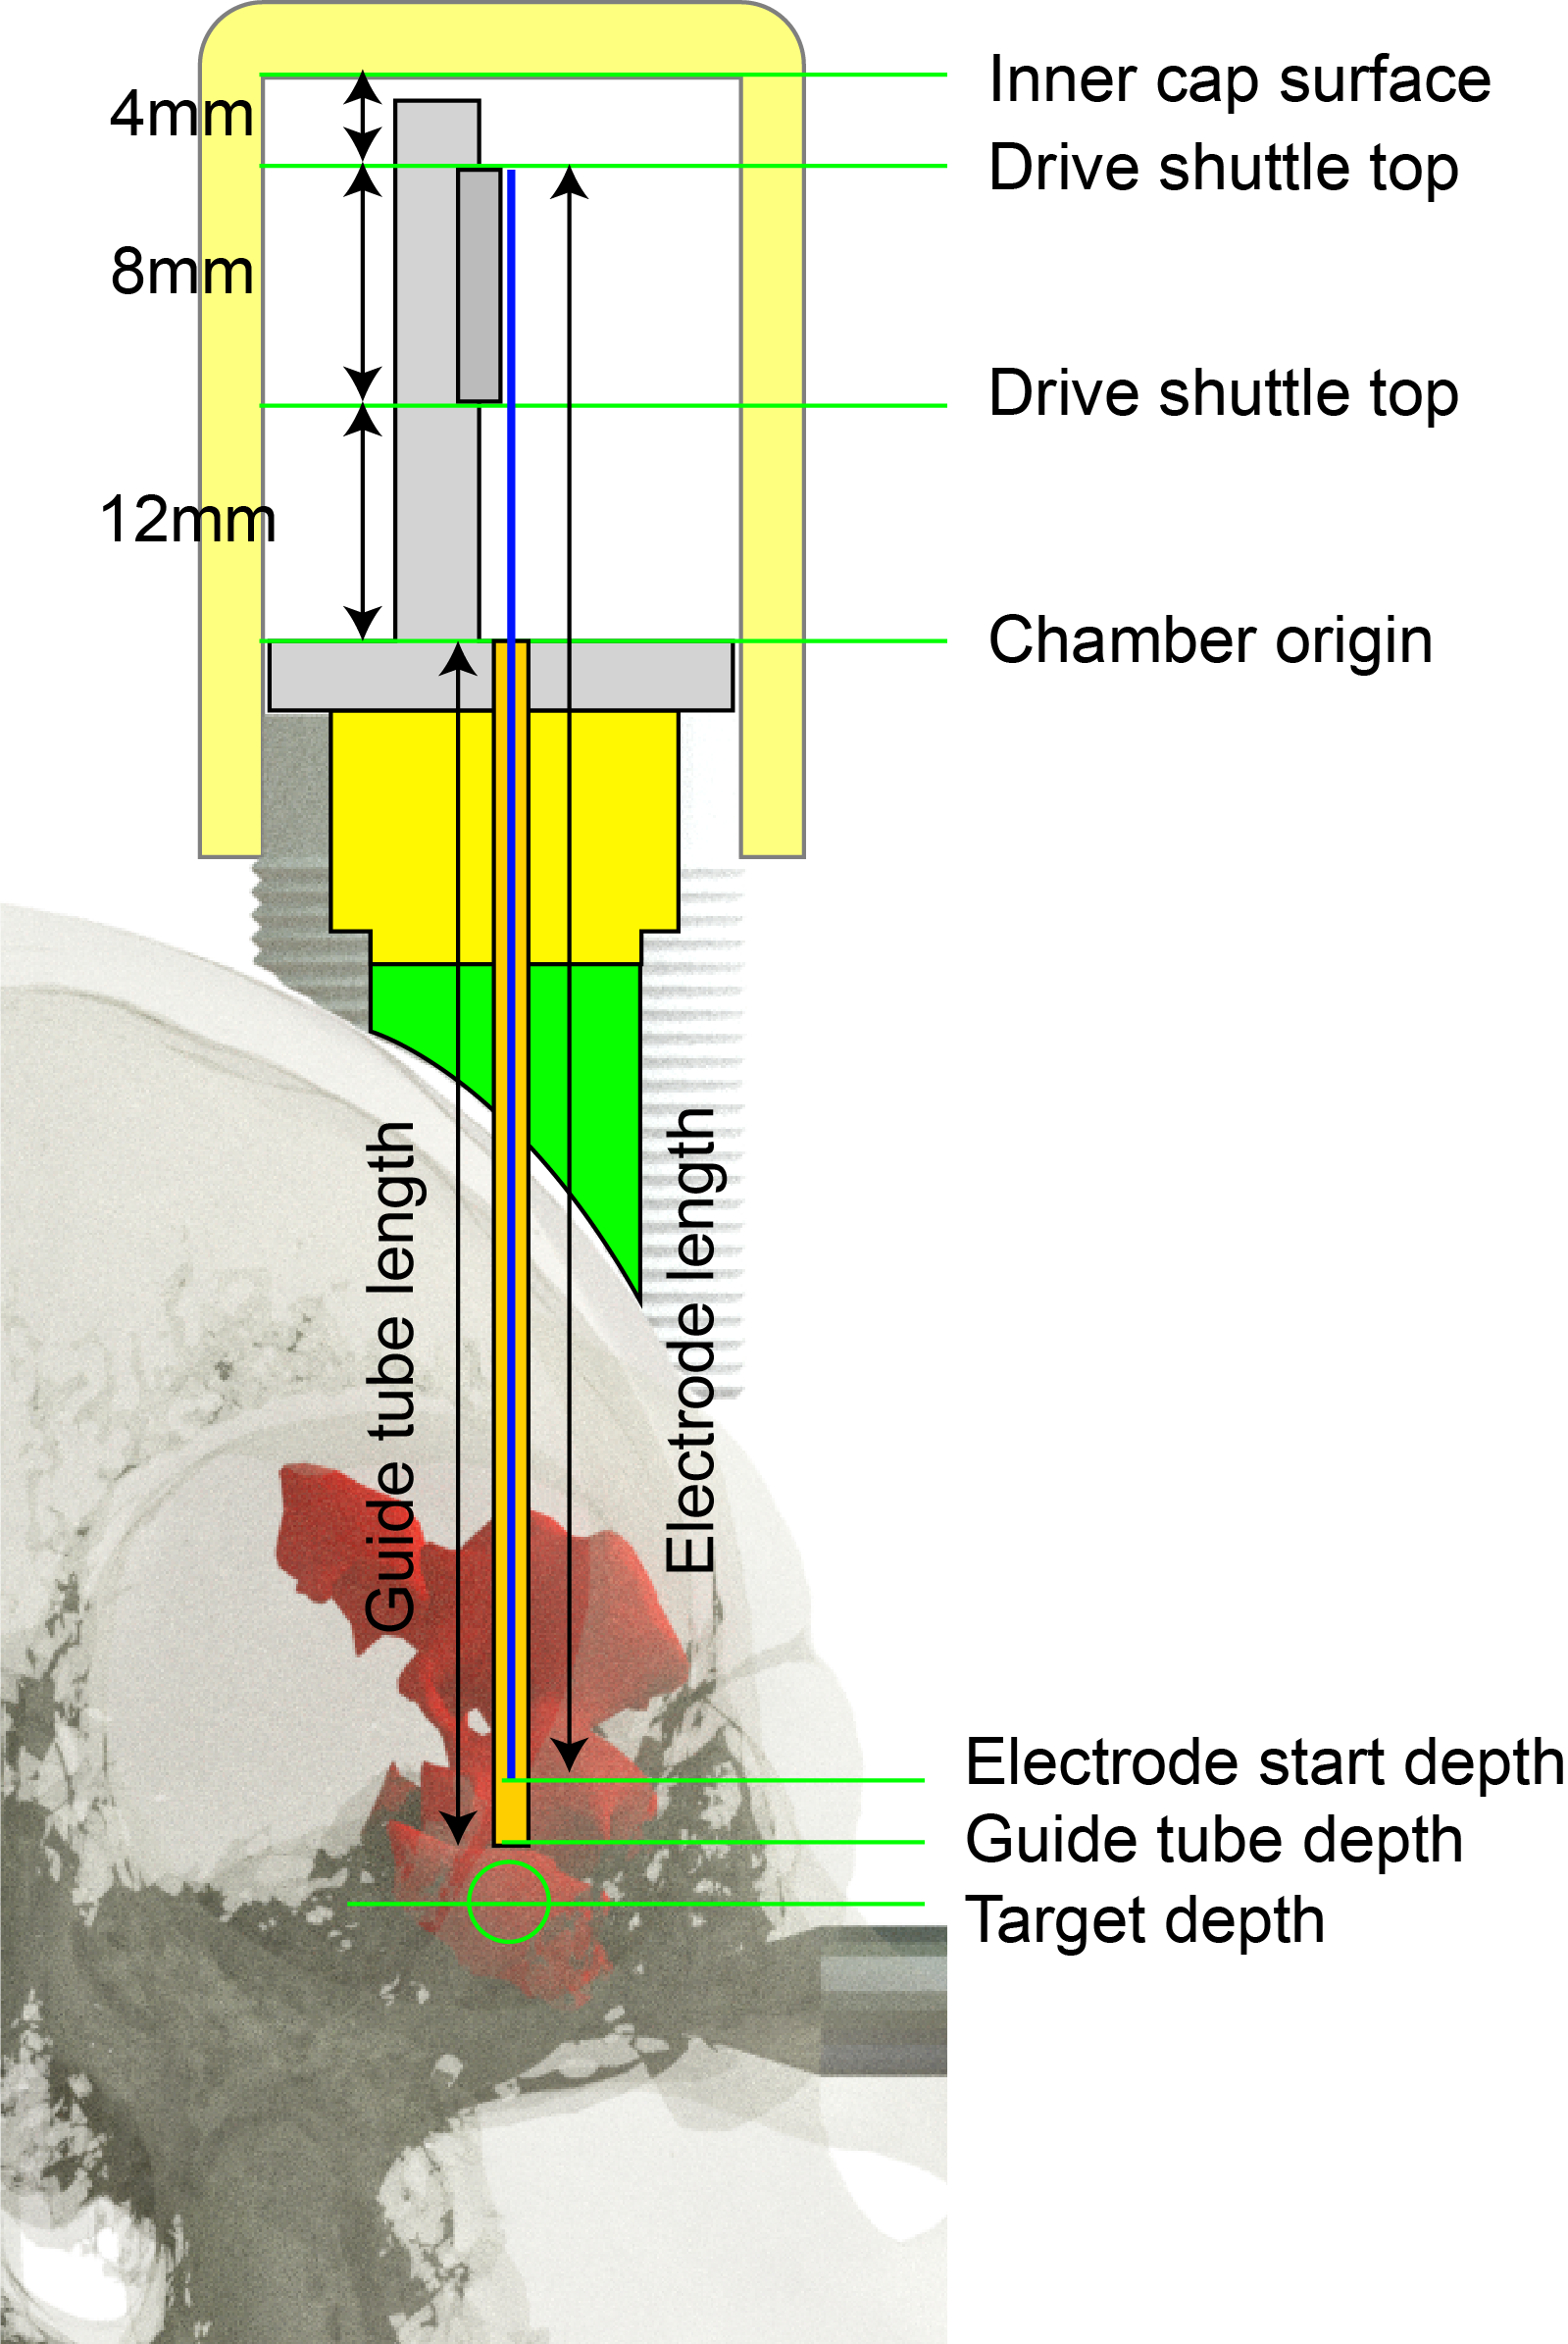 Inner cap surface
4mm
Drive shuttle top
8mm
Drive shuttle top
12mm
Chamber origin
Guide tube length
Electrode length
Electrode start depth
Guide tube depth
Target depth